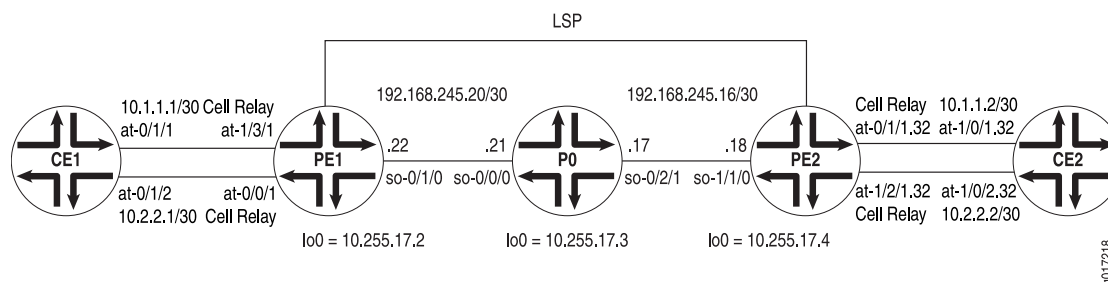 LSP
10.1.1.1/30 Cell Relay
at-0/1/1 at-1/3/1
192.168.245.20/30
192.168.245.16/30
Cell Relay 10.1.1.2/30
at-0/1/1.32 at-1/0/1.32
CE1
PE1
.22
.21
P0
.17
.18
PE2
CE2
at-0/1/2 at-0/0/1
10.2.2.1/30 Cell Relay
so-0/1/0 so-0/0/0
so-0/2/1 so-1/1/0
at-1/2/1.32 at-1/0/2.32
Cell Relay 10.2.2.2/30
lo0 = 10.255.17.2
lo0 = 10.255.17.3
lo0 = 10.255.17.4
g017218